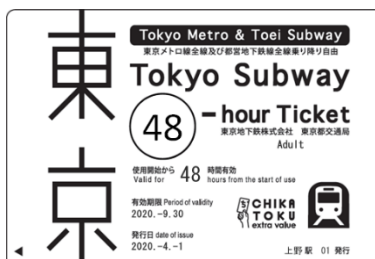 東京
Tokyo Metro & Toei Subway
東京メトロ線全線及び都営地下鉄線全線乗り降り自由
Tokyo Subway
48 -hour Ticket
東京地下鉄株式会社 東京都交通局
Adult
使用開始から 48 時間有効
Valid for hours from the start of use
有効期限 Period of validity
2020.-9.30
発行日 date of issue
2020.-4.-1
CHIKA
TOKU
extra value
上野駅 01 発行